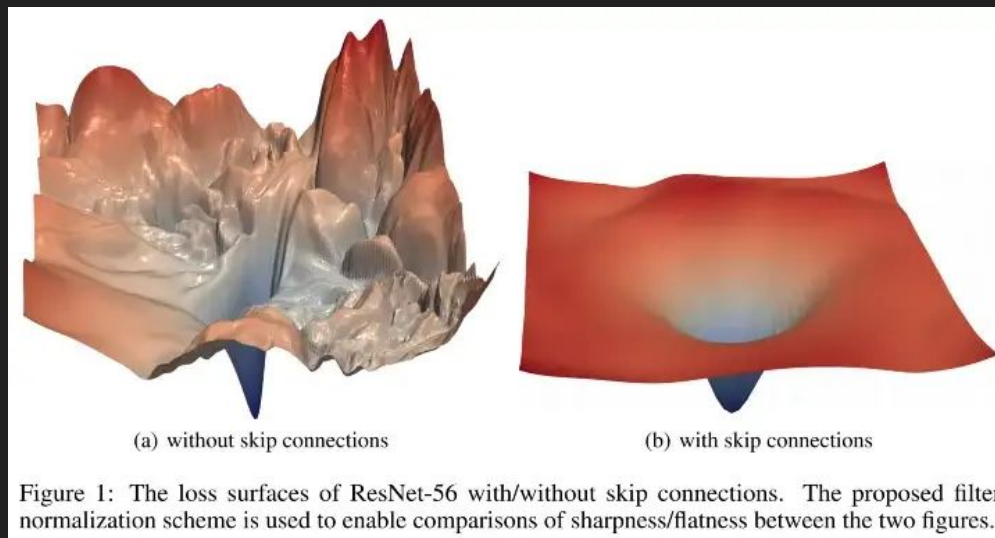 (a) without skip connections
(b) with skip connections
Figure 1: The loss surfaces of ResNet-56 with/without skip connections. The proposed filter
normalization scheme is used to enable comparisons of sharpness/flatness between the two figures.